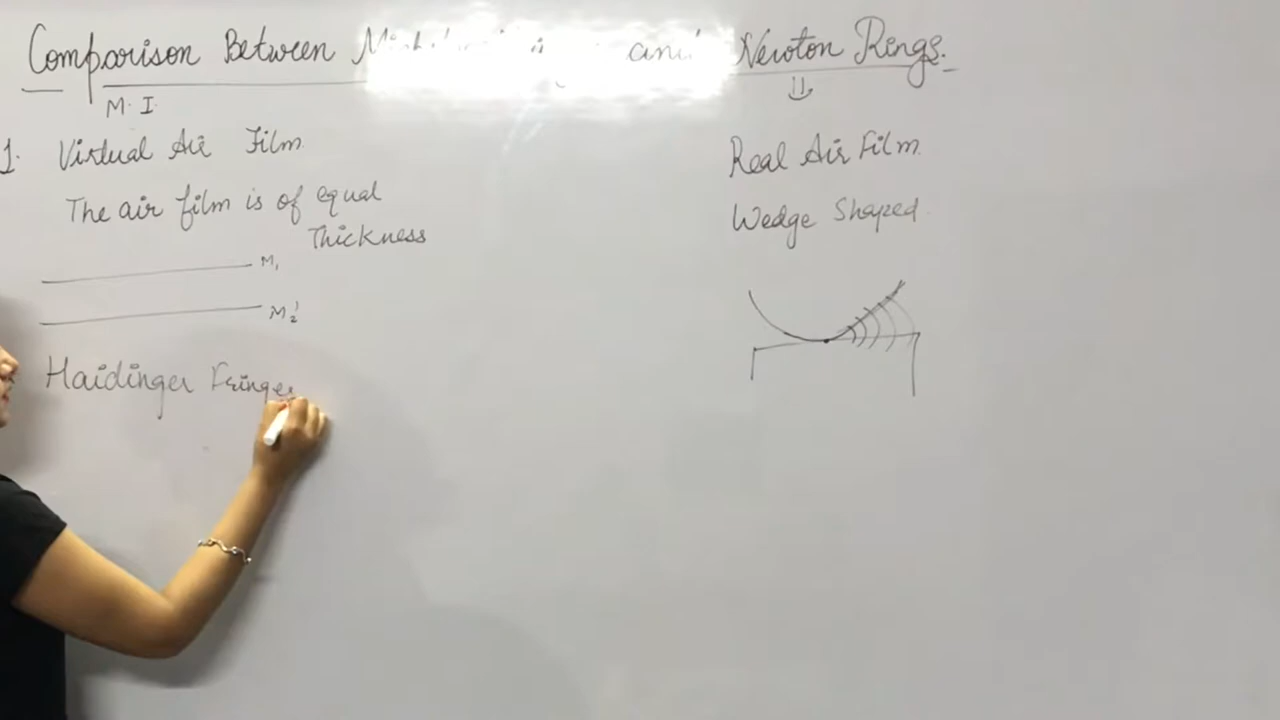 Comparison Between and Newton Rings.
M. I.
1. Virtual Air Film
The air film is of equal
Thickness
M₁
M₂'
Haidinger Fringes
Real Air Film
Wedge Shaped